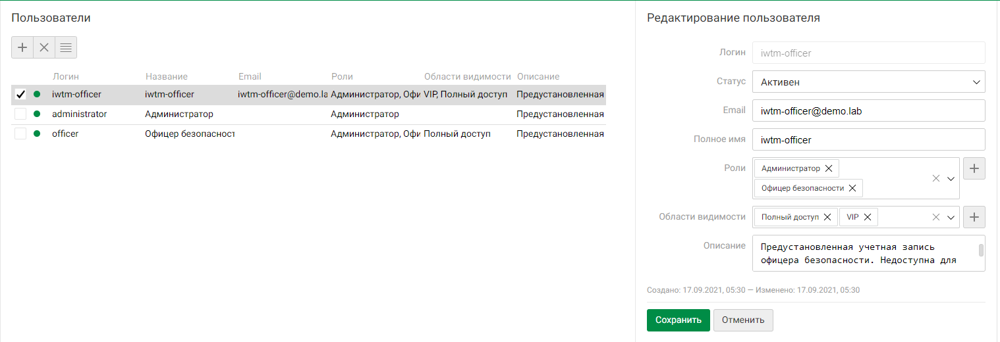 Пользователи
Логин Название Email Роли Области видимости Описание
iwtm-officer iwtm-officer iwtm-officer@demo.la Администратор, Офи VIP, Полный доступ Предустановленная
administrator Администратор Администратор Предустановленная
officer Офицер безопасност Администратор, Офи Полный доступ Предустановленная
Редактирование пользователя
Логин iwtm-officer
Статус Активен
Email iwtm-officer@demo.lab
Полное имя iwtm-officer
Роли Администратор
Офицер безопасности
Области видимости Полный доступ VIP
Описание Предустановленная учетная запись
офицера безопасности. Недоступна для
Создано: 17.09.2021, 05:30 — Изменено: 17.09.2021, 05:30
Сохранить Отменить